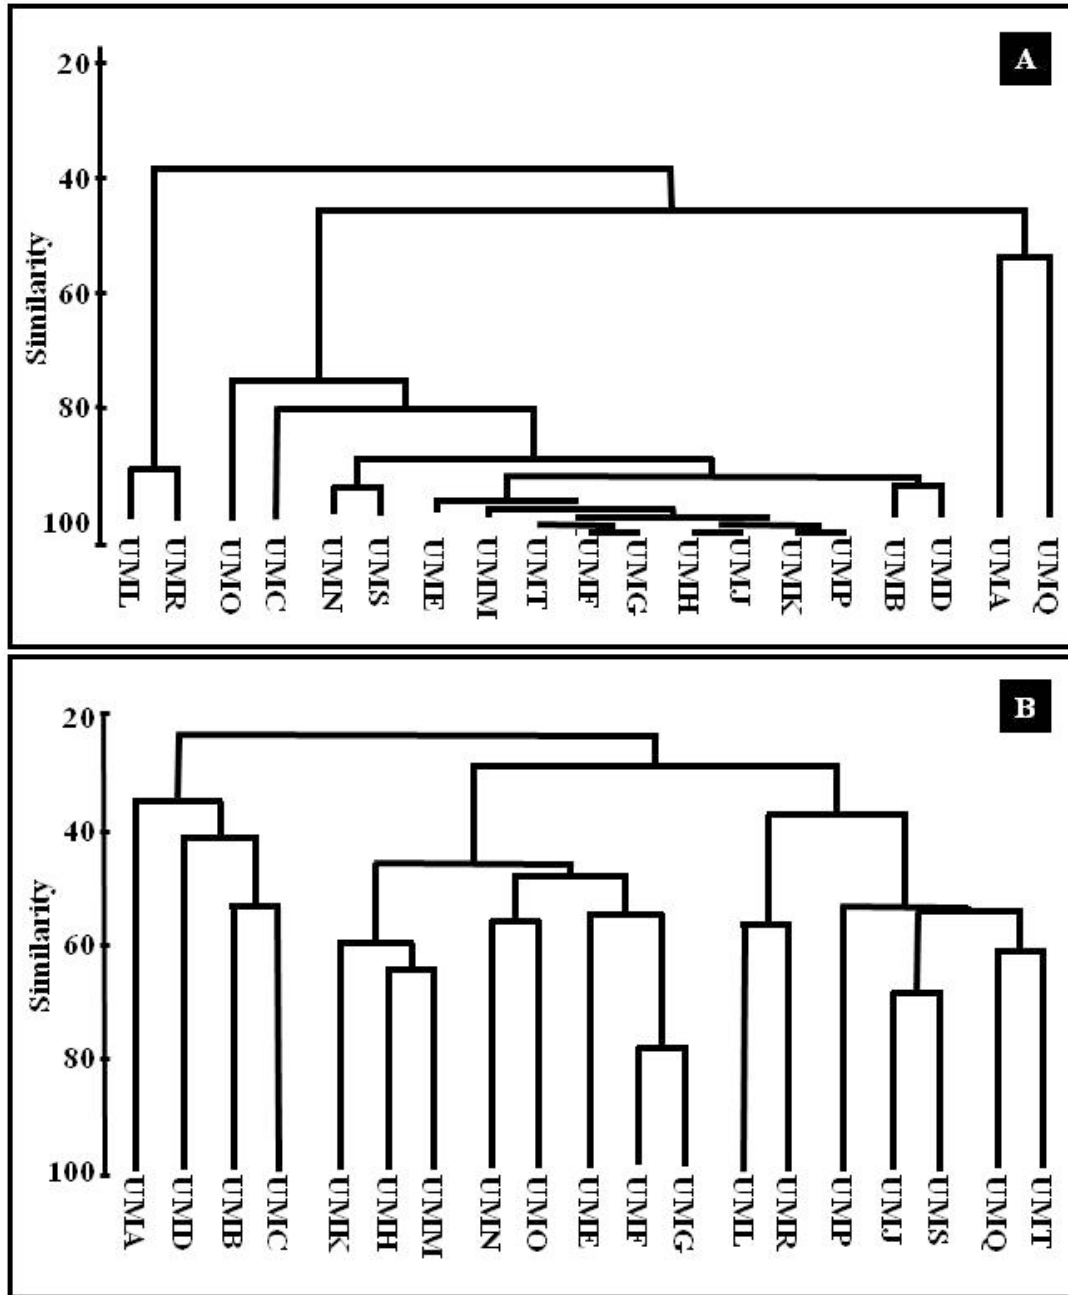 A
20
40
60
80
100
Similarity
UML UMR UMO UMC UMN UMS UME UMM UMT UMF UMG UMH UMJ UMK UMP UMB UMD UMA UMQ
B
20
40
60
80
100
Similarity
UMA UMD UMB UMC UMK UMH UMM UMN UMO UME UMF UMG UML UMR UMP UMJ UMS UMQ UMT